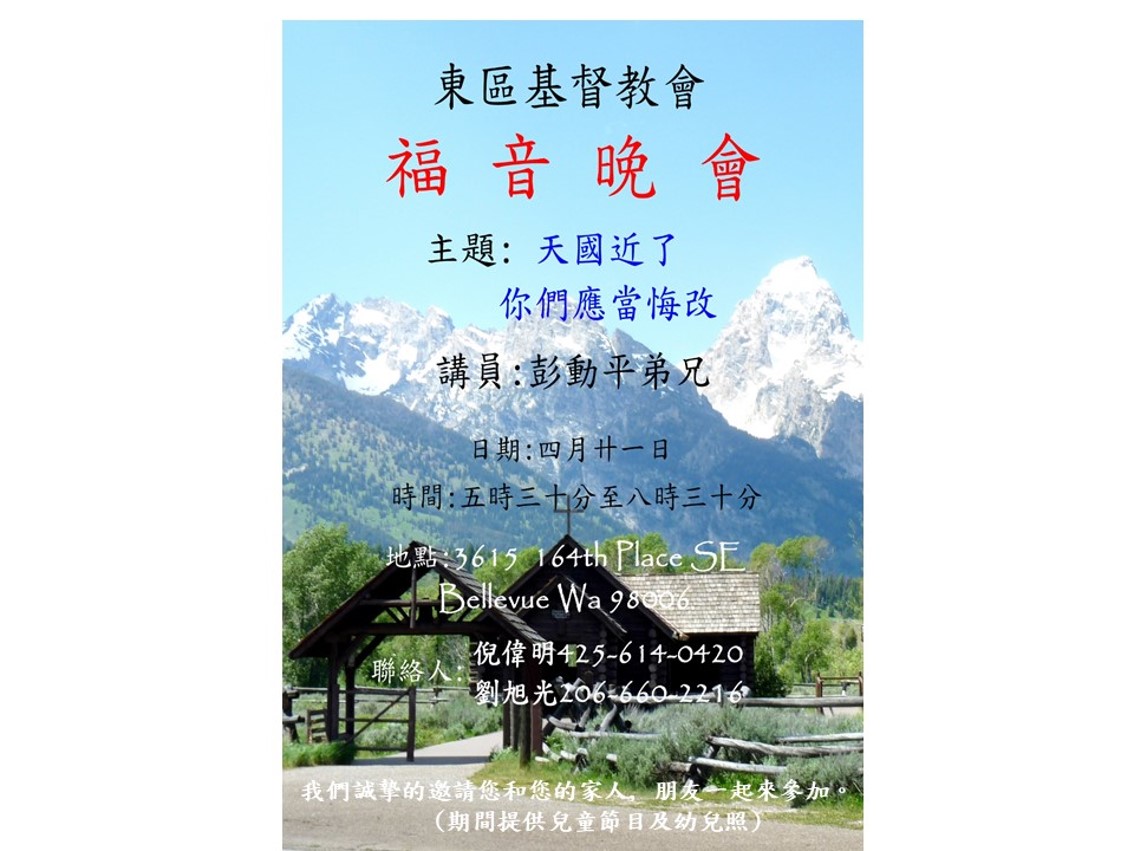 東區基督教會
福音晚會
主題: 天國近了
你們應當悔改
講員:彭動平弟兄
日期:四月廿一日
時間:五時三十分至八時三十分
地點:3615 164th Place SE
Bellevue Wa 98006
聯絡人: 倪偉明425-614-0420
劉旭光206-660-2216
我們誠摯的邀請您和您的家人,朋友一起來參加。
(期間提供兒童節目及幼兒照)